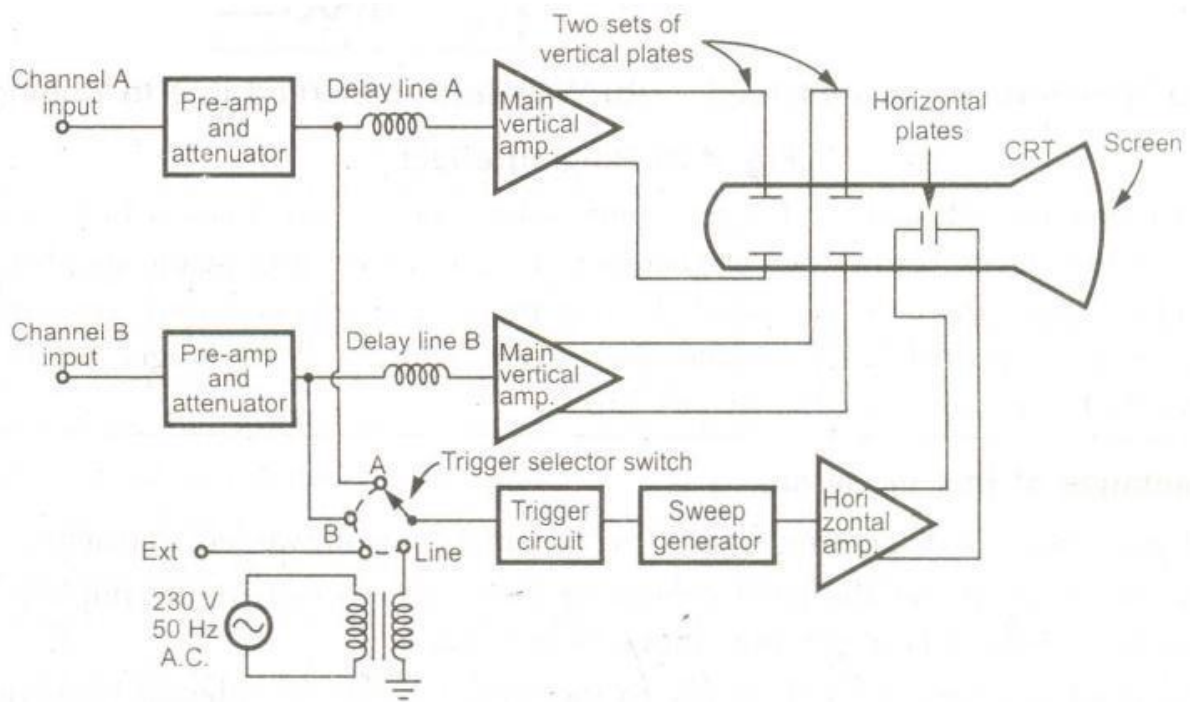 Two sets of
vertical plates
Channel A
input
Pre-amp
and
attenuator
Delay line A
Main
vertical
amp.
Horizontal
plates
CRT
Screen
Channel B
input
Pre-amp
and
attenuator
Delay line B
Main
vertical
amp.
A
Trigger selector switch
B
Ext
Line
Trigger
circuit
Sweep
generator
Hori
zontal
amp.
230 V
50 Hz
A.C.